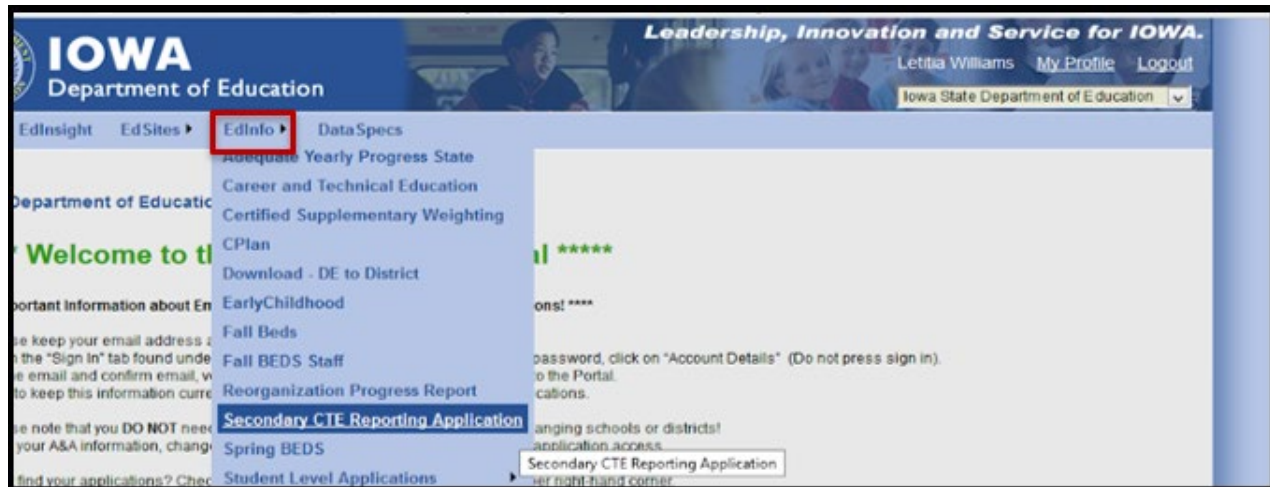 Leadership, Innovation and Service for IOWA.
IOWA
Department of Education
Letitia Williams My Profile Logout
Iowa State Department of Education
EdInsight EdSites EdInfo DataSpecs
Adequate Yearly Progress State
Career and Technical Education
Certified Supplementary Weighting
CPlan
Download - DE to District
EarlyChildhood
Fall Beds
Fall BEDS Staff
Reorganization Progress Report
Secondary CTE Reporting Application
Spring BEDS
Student Level Applications
Secondary CTE Reporting Application
Department of Educatio
Welcome to t al *****
portant Information about Em ons! ****
se keep your email address a
the "Sign In" tab found unde password, click on "Account Details" (Do not press sign in).
e email and confirm email, v o the Portal.
to keep this information curre cations.
se note that you DO NOT need anging schools or districts!
your A&A information, chang application access
find your applications? Chec er right-hand corner.